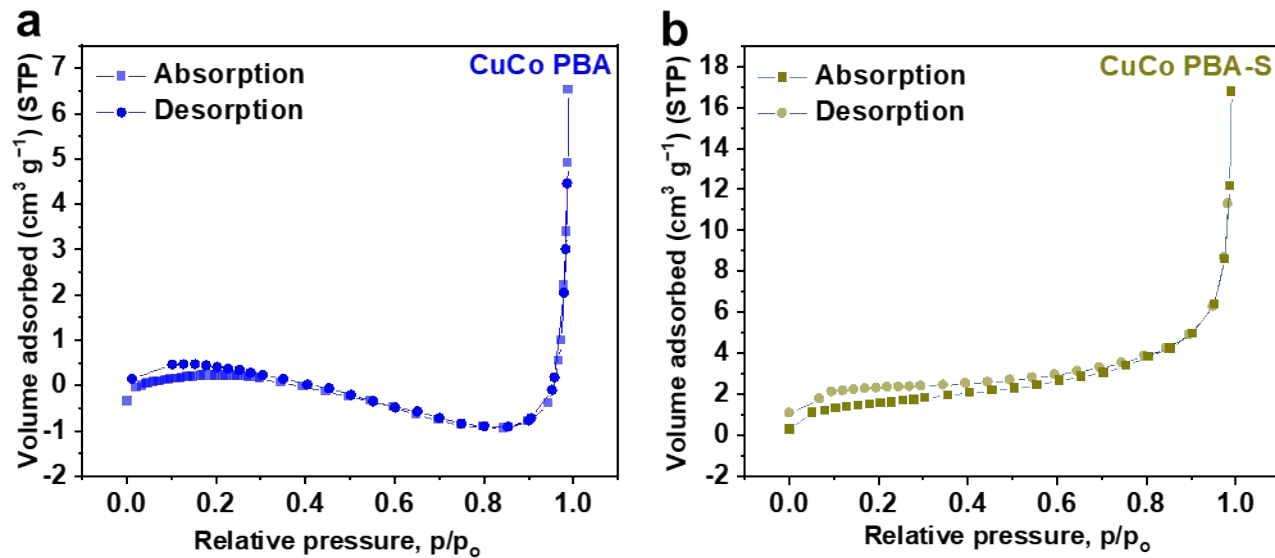 a
CuCo PBA
Absorption
Desorption
Volume adsorbed (cm³ g⁻¹) (STP)
7
6
5
4
3
2
1
0
-1
-2
0.0 0.2 0.4 0.6 0.8 1.0
Relative pressure, p/pₒ
b
CuCo PBA-S
Absorption
Desorption
Volume adsorbed (cm³ g⁻¹) (STP)
18
16
14
12
10
8
6
4
2
0
-2
0.0 0.2 0.4 0.6 0.8 1.0
Relative pressure, p/pₒ